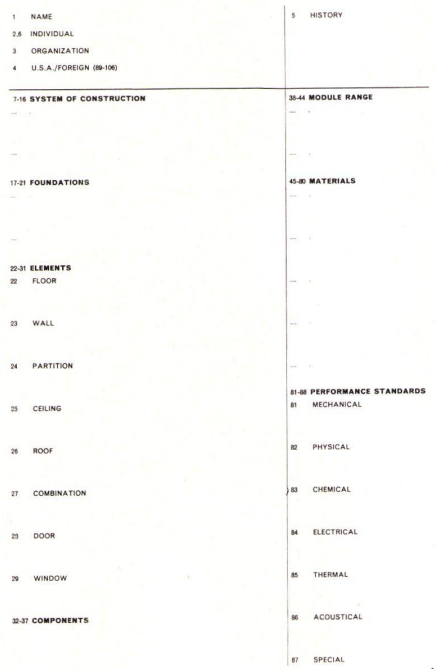 1 NAME
2,6 INDIVIDUAL
3 ORGANIZATION
4 U.S.A./FOREIGN (89-106)
5 HISTORY
7-16 SYSTEM OF CONSTRUCTION
17-21 FOUNDATIONS
22-31 ELEMENTS
22 FLOOR
23 WALL
24 PARTITION
25 CEILING
26 ROOF
27 COMBINATION
23 DOOR
29 WINDOW
32-37 COMPONENTS
38-44 MODULE RANGE
45-80 MATERIALS
81-88 PERFORMANCE STANDARDS
81 MECHANICAL
82 PHYSICAL
83 CHEMICAL
84 ELECTRICAL
85 THERMAL
86 ACOUSTICAL
87 SPECIAL